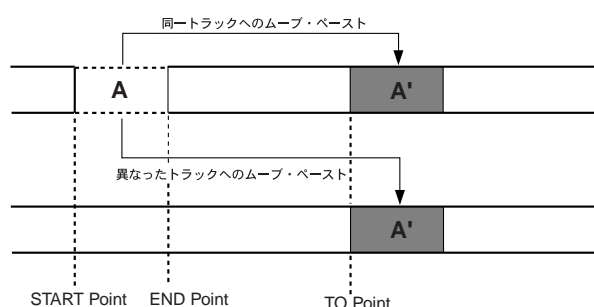 同一トラックへのムーブ・ペースト
A
A'
異なったトラックへのムーブ・ペースト
A'
START Point
END Point
TO Point